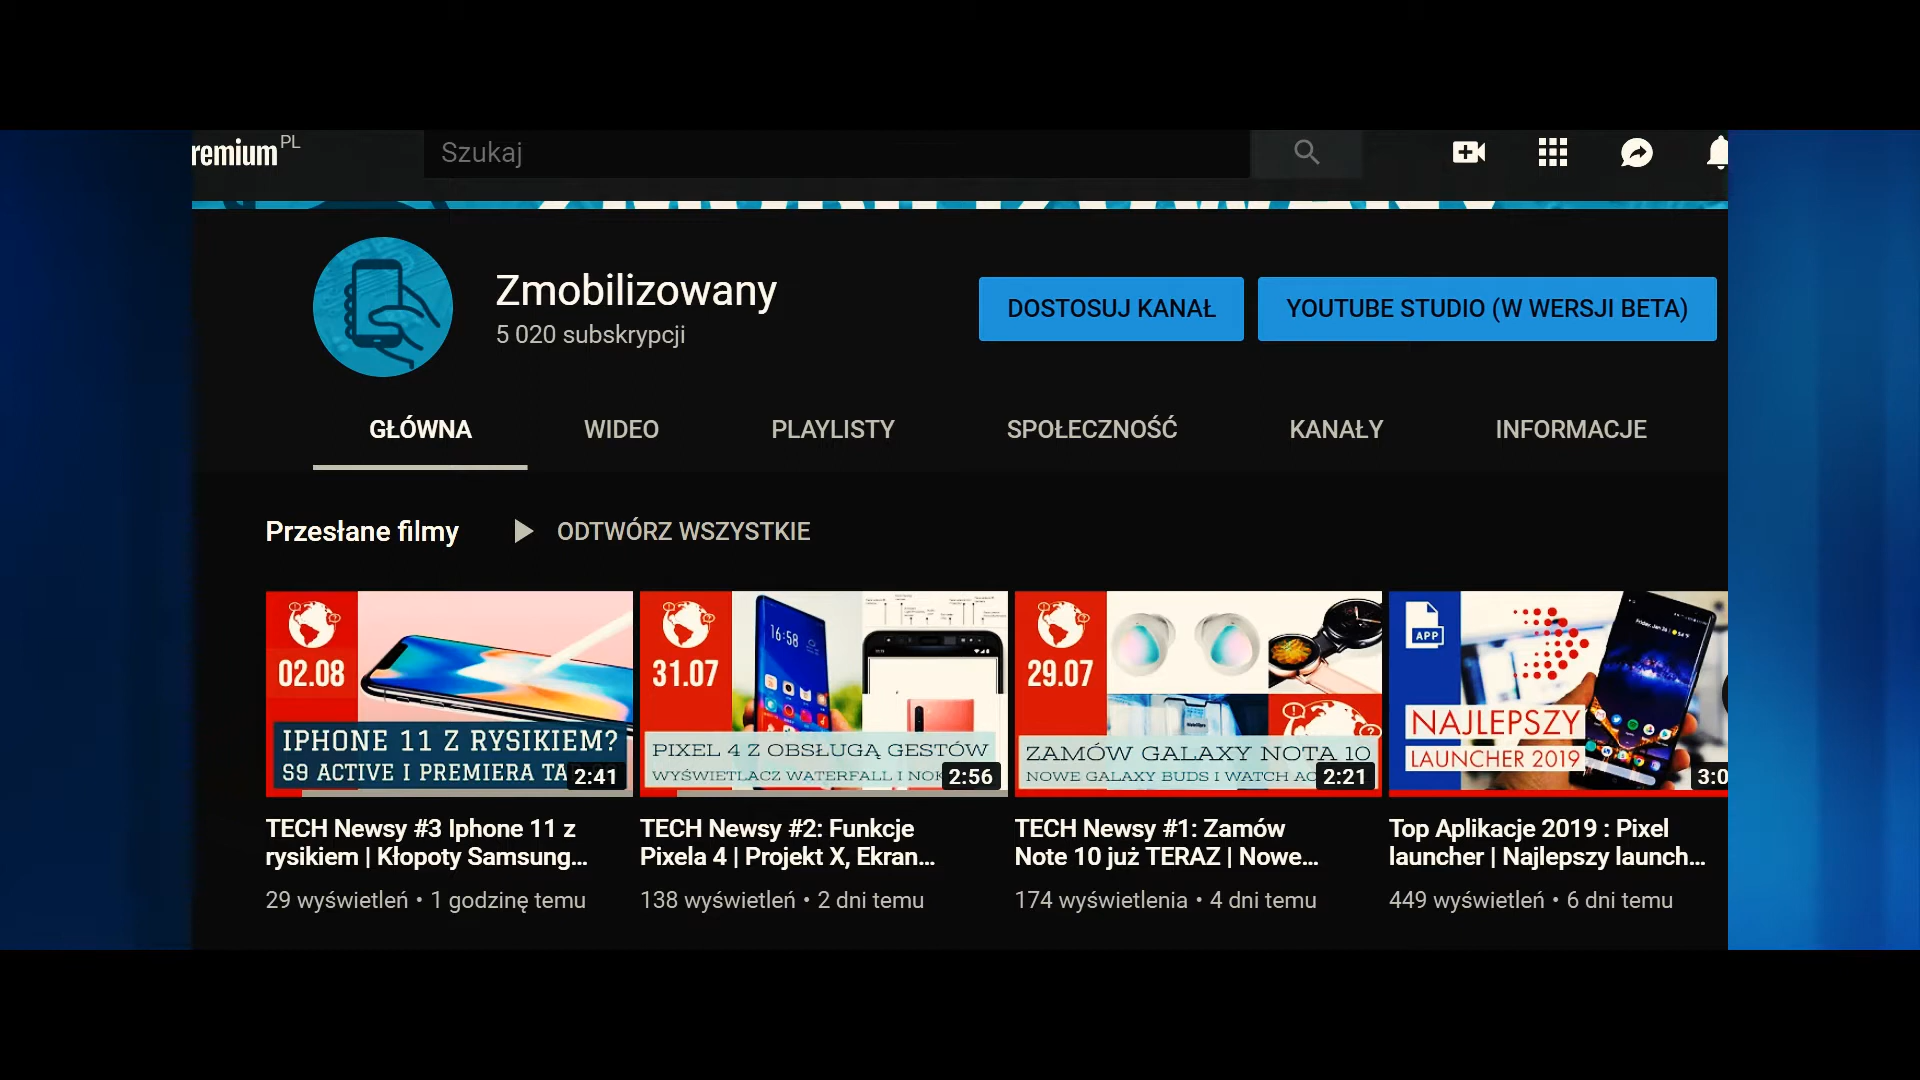 remium PL
Szukaj
Zmobilizowany
5 020 subskrypcji
DOSTOSUJ KANAŁ
YOUTUBE STUDIO (W WERSJI BETA)
GŁÓWNA
WIDEO
PLAYLISTY
SPOŁECZNOŚĆ
KANAŁY
INFORMACJE
Przesłane filmy
ODTWÓRZ WSZYSTKIE
02.08
IPHONE 11 Z RYSIKIEM?
S9 ACTIVE I PREMIERA
2:41
31.07
16:58
PIXEL 4 Z OBSŁUGĄ GESTÓW
WYŚWIETLACZ WATERFALL I
2:56
29.07
ZAMÓW GALAXY NOTA 10
NOWE GALAXY BUDS I WATCH
2:21
APP
NAJLEPSZY
LAUNCHER 2019
3:0
TECH Newsy #3 Iphone 11 z
rysikiem | Kłopoty Samsung...
29 wyświetleń • 1 godzinę temu
TECH Newsy #2: Funkcje
Pixela 4 | Projekt X, Ekran...
138 wyświetleń • 2 dni temu
TECH Newsy #1: Zamów
Note 10 już TERAZ | Nowe...
174 wyświetlenia • 4 dni temu
Top Aplikacje 2019 : Pixel
launcher | Najlepszy launch...
449 wyświetleń • 6 dni temu